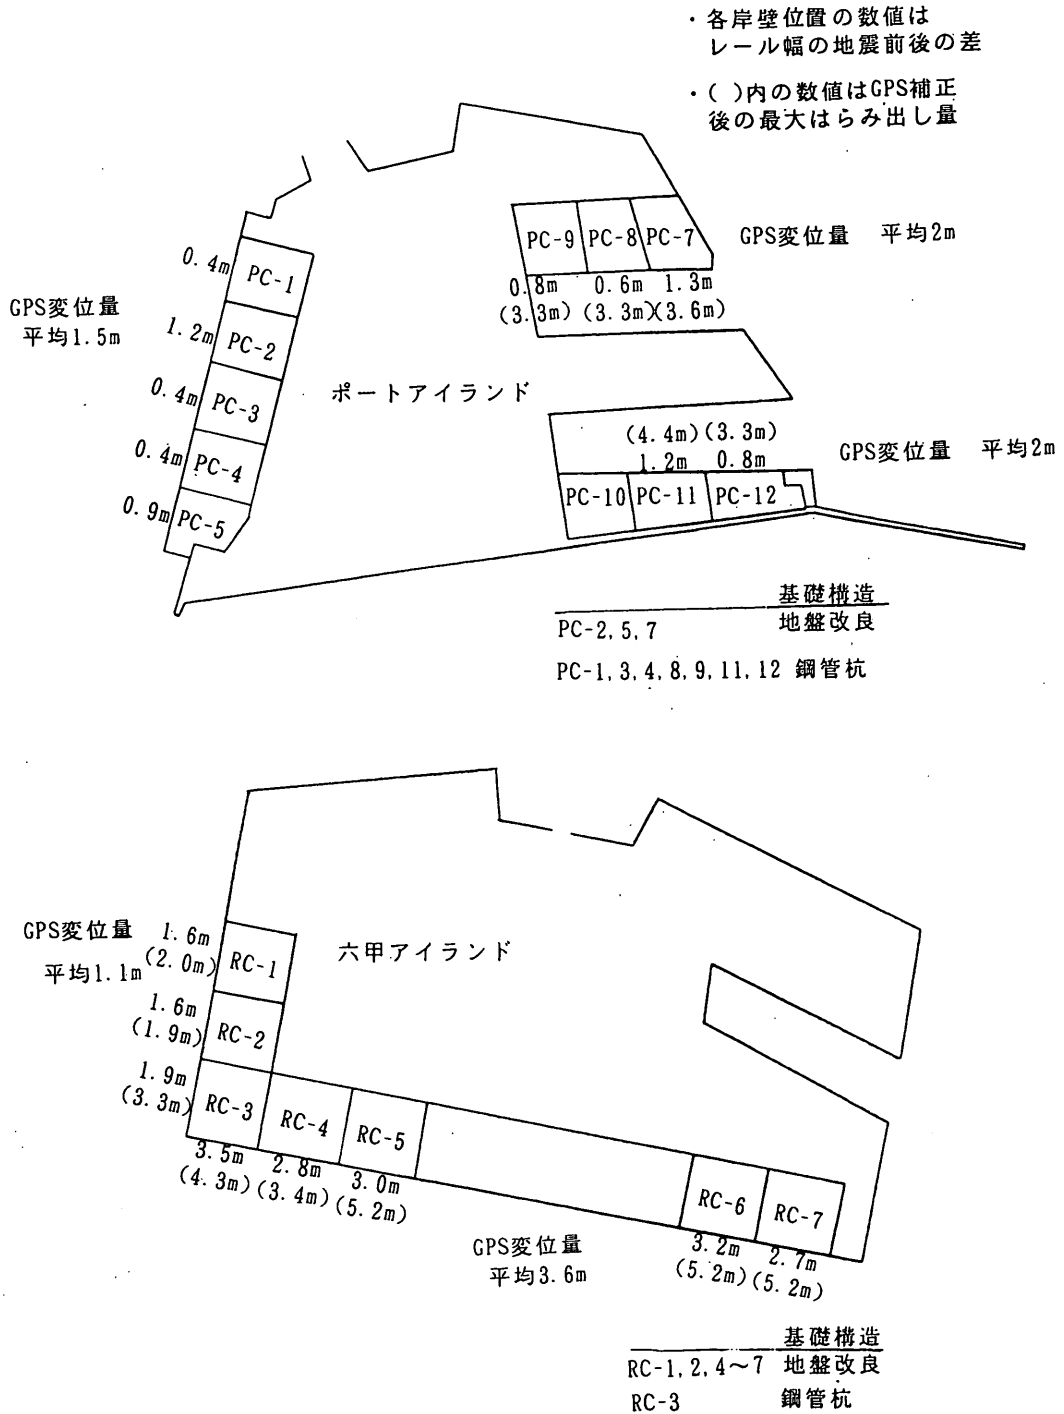 ・各岸壁位置の数値は
レール幅の地震前後の差
・( )内の数値はGPS補正
後の最大はらみ出し量
PC-9
PC-8
PC-7
GPS変位量 平均2m
0.8m
0.6m
1.3m
(3.3m)
(3.3m)
(3.6m)
0.4m
PC-1
GPS変位量
平均1.5m
1.2m
PC-2
0.4m
PC-3
ポートアイランド
0.4m
PC-4
0.9m
PC-5
(4.4m)
(3.3m)
1.2m
0.8m
GPS変位量 平均2m
PC-10
PC-11
PC-12
基礎構造
PC-2,5,7 地盤改良
PC-1,3,4,8,9,11,12 鋼管杭
六甲アイランド
GPS変位量
平均1.1m
1.6m
(2.0m)
RC-1
1.6m
(1.9m)
RC-2
1.9m
(3.3m)
RC-3
RC-4
RC-5
3.5m
(4.3m)
2.8m
(3.4m)
3.0m
(5.2m)
RC-6
RC-7
3.2m
(5.2m)
2.7m
(5.2m)
GPS変位量
平均3.6m
基礎構造
RC-1,2,4～7 地盤改良
RC-3 鋼管杭